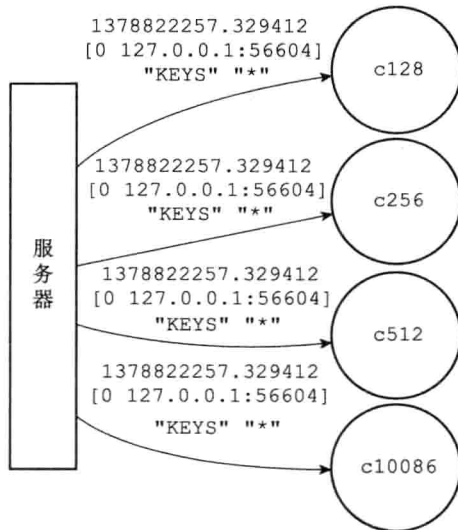 1378822257.329412
[0 127.0.0.1:56604]
"KEYS" "*"
c128
1378822257.329412
[0 127.0.0.1:56604]
"KEYS" "*"
c256
服务器
1378822257.329412
[0 127.0.0.1:56604]
"KEYS" "*"
c512
1378822257.329412
[0 127.0.0.1:56604]
"KEYS" "*"
c10086